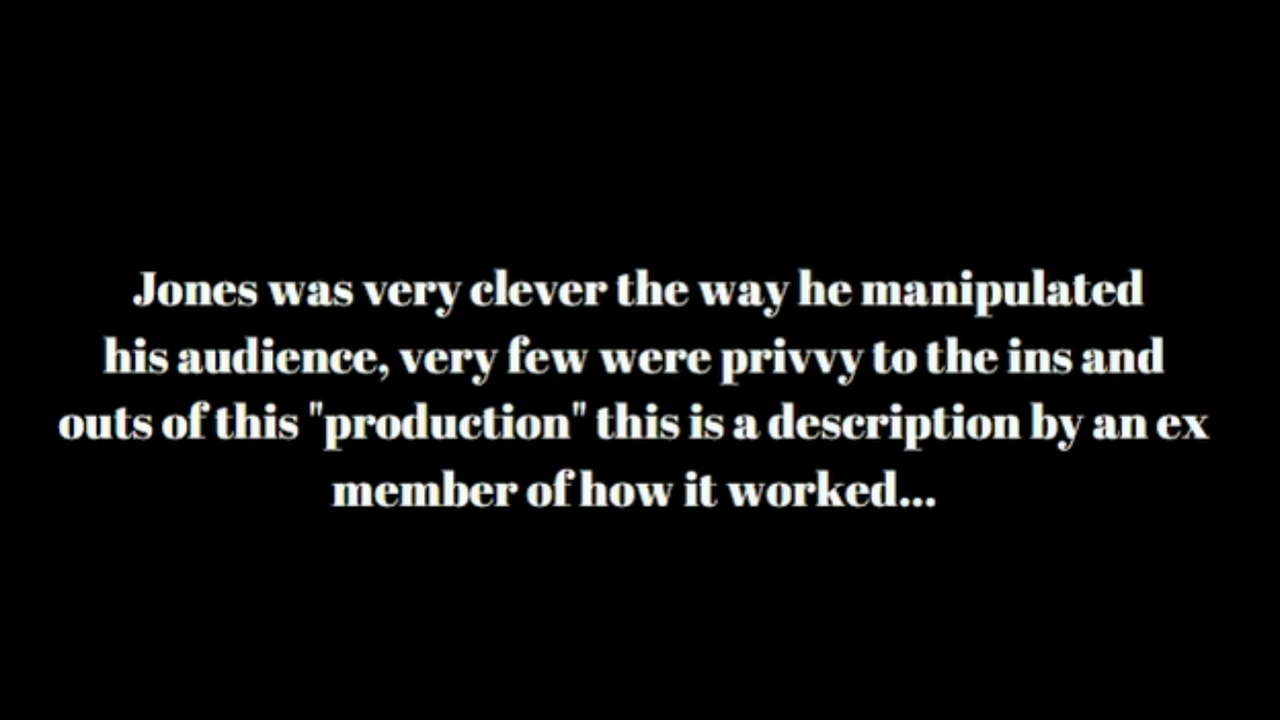 Jones was very clever the way he manipulated
his audience, very few were privvy to the ins and
outs of this "production" this is a description by an ex
member of how it worked...